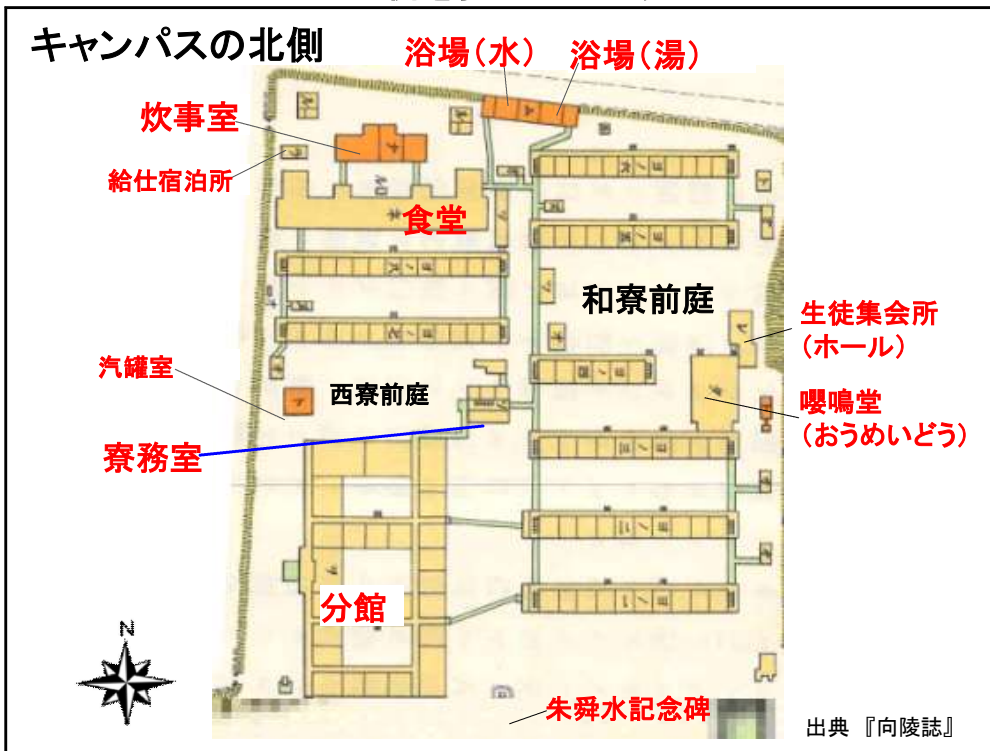 キャンパスの北側
浴場(水)
浴場(湯)
炊事室
給仕宿泊所
食堂
和寮前庭
生徒集会所
(ホール)
汽罐室
西寮前庭
嚶鳴堂
(おうめいどう)
寮務室
分館
N
朱舜水記念碑
出典 『向陵誌』